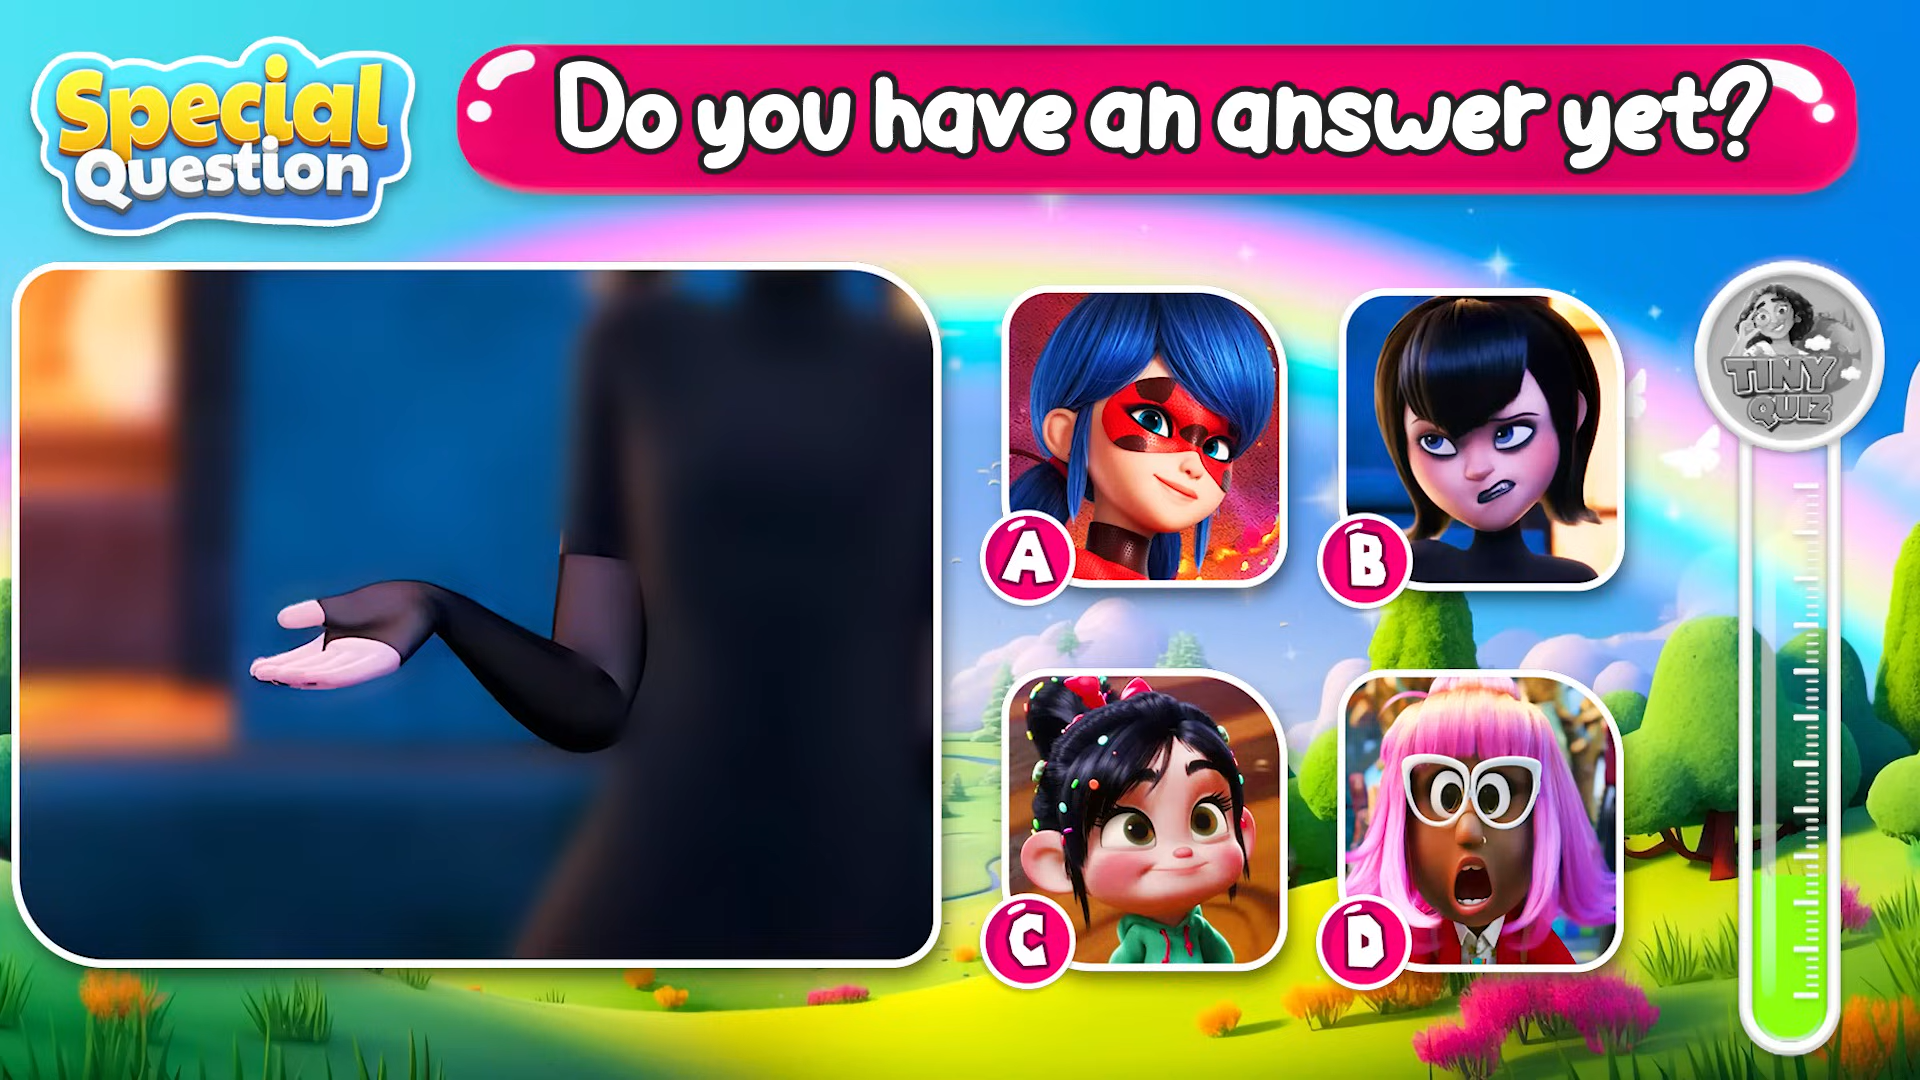 Special
Question
Do you have an answer yet?
A
B
C
D
TINY
QUIZ